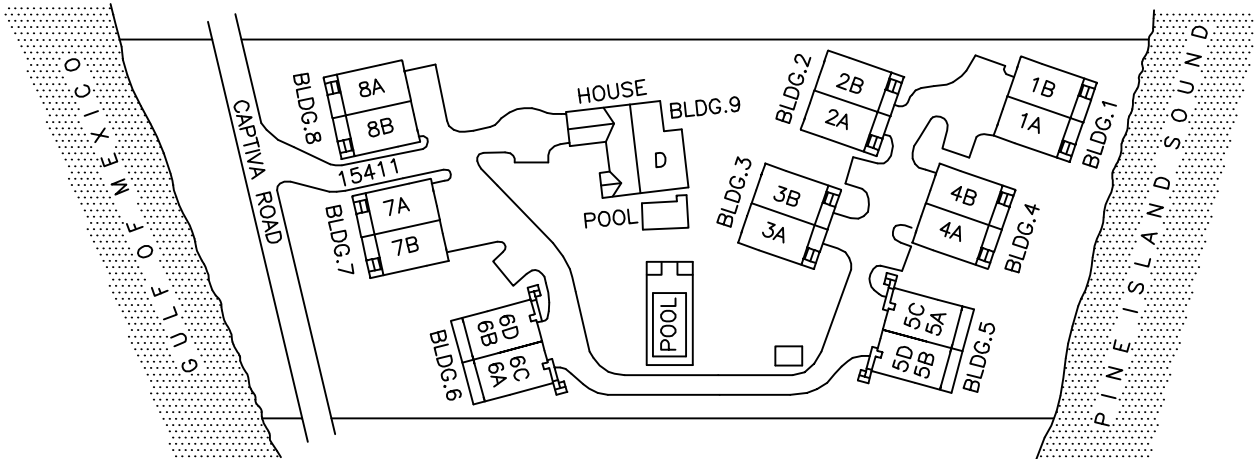 GULF OF MEXICO
CAPTIVA ROAD
15411
BLDG.8
8A
8B
BLDG.7
7A
7B
BLDG.6
6D
6B
6C
6A
HOUSE
BLDG.9
D
POOL
POOL
BLDG.2
2B
2A
BLDG.3
3B
3A
1B
1A
BLDG.1
4B
4A
BLDG.4
5C
5A
5D
5B
BLDG.5
PINE ISLAND SOUND